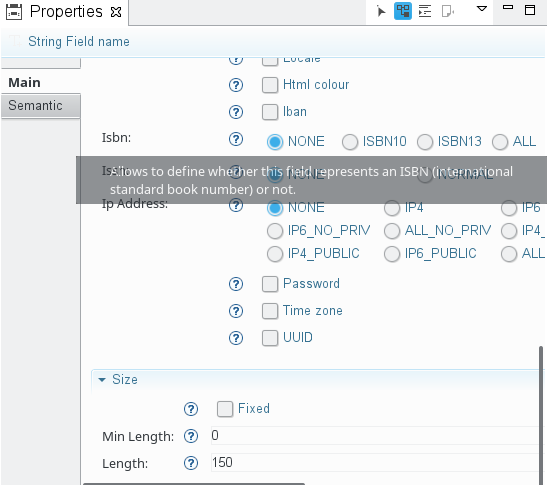 Properties
String Field name
Main
Semantic
Locale
Html colour
Iban
Isbn: NONE ISBN10 ISBN13 ALL
Allows to define whether this field represents an ISBN (international
standard book number) or not.
NONE NORMAL
Ip Address: NONE IP4 IP6
IP6_NO_PRIV ALL_NO_PRIV IP4_
IP4_PUBLIC IP6_PUBLIC ALL
Password
Time zone
UUID
Size
Fixed
Min Length: 0
Length: 150